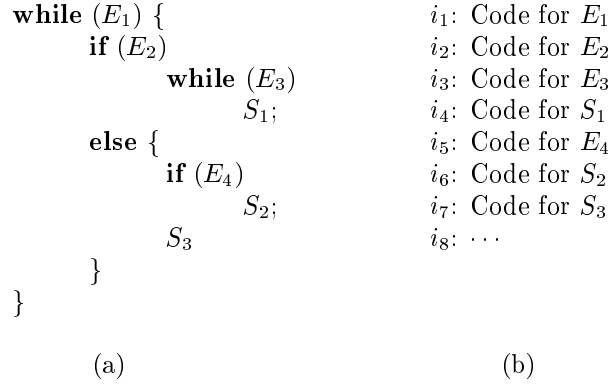 while (E₁) { i₁: Code for E₁
if (E₂) i₂: Code for E₂
while (E₃) i₃: Code for E₃
S₁; i₄: Code for S₁
else { i₅: Code for E₄
if (E₄) i₆: Code for S₂
S₂; i₇: Code for S₃
S₃ i₈: ···
}
}
(a) (b)